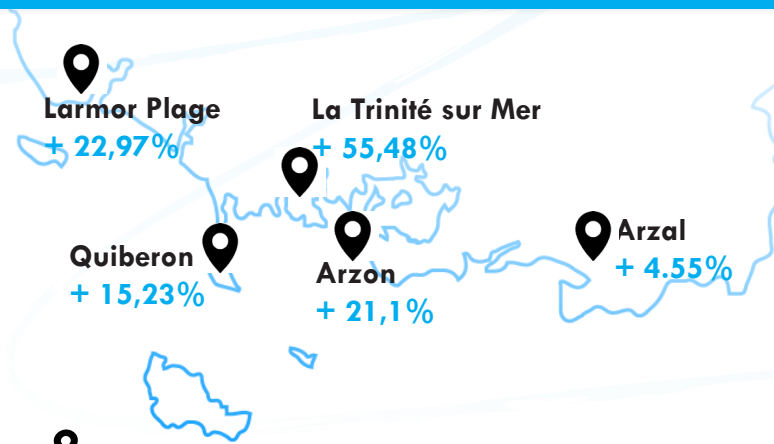 Larmor Plage
+ 22,97%
La Trinité sur Mer
+ 55,48%
Quiberon
+ 15,23%
Arzon
+ 21,1%
Arzal
+ 4.55%